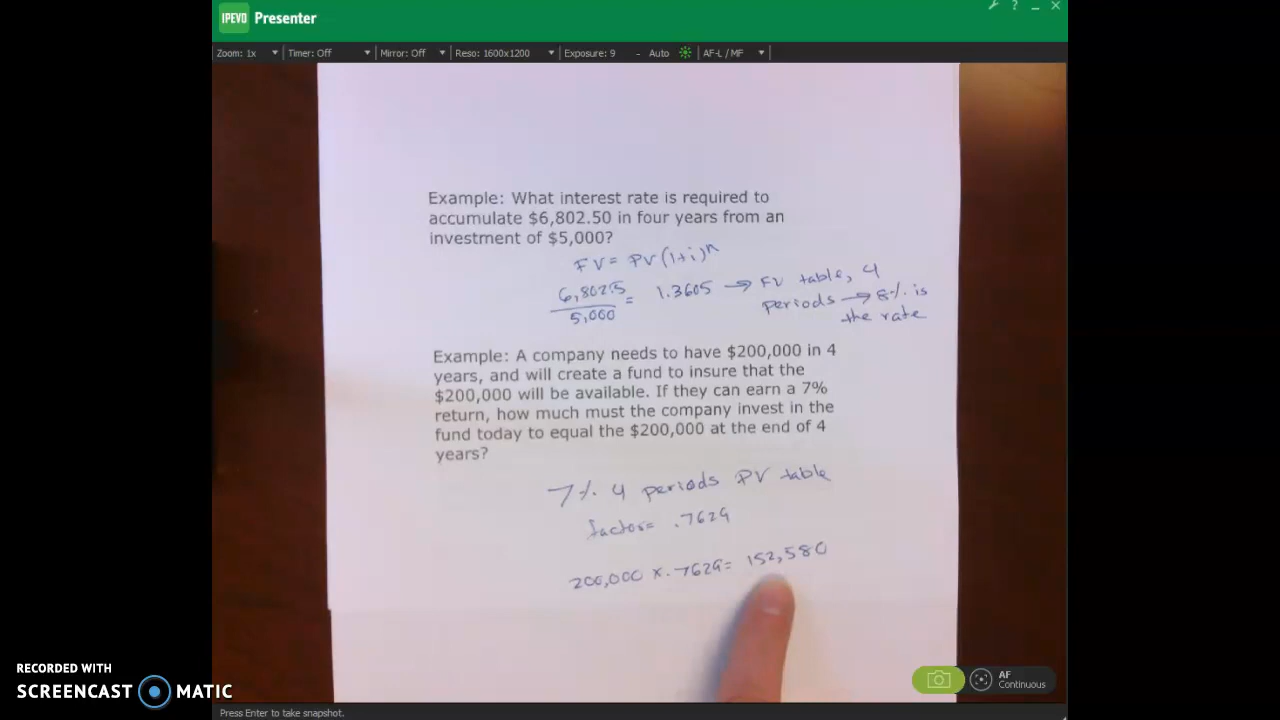 IPEVO Presenter
Zoom: 1x Timer: Off Mirror: Off Reso: 1600x1200 Exposure: 9 - Auto AF-L / MF
Example: What interest rate is required to
accumulate $6,802.50 in four years from an
investment of $5,000?
FV = PV(1+i)^n
6,802.5
5,000
= 1.3605 → FV table, 4
periods → 8% is
the rate
Example: A company needs to have $200,000 in 4
years, and will create a fund to insure that the
$200,000 will be available. If they can earn a 7%
return, how much must the company invest in the
fund today to equal the $200,000 at the end of 4
years?
7% 4 periods PV table
factor= .7629
200,000 x .7629= 152,580
RECORDED WITH
SCREENCAST MATIC
AF
Continuous
Press Enter to take snapshot.